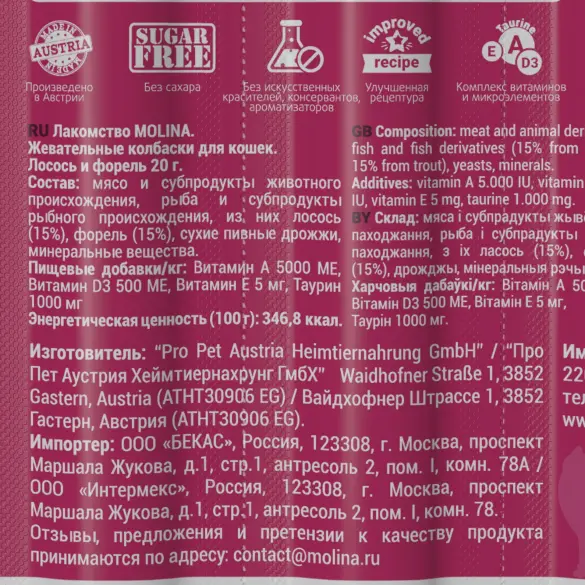 MADE IN
AUSTRIA
MADE IN
Произведено
в Австрии
SUGAR
FREE
Без сахара
Без искусственных
красителей, консервантов,
ароматизаторов
improved
recipe
Улучшенная
рецептура
Taurine
E A D3
Комплекс витаминов
и микроэлементов
RU Лакомство MOLINA.
Жевательные колбаски для кошек.
Лосось и форель 20 г.
Состав: мясо и субпродукты животного
происхождения, рыба и субпродукты
рыбного происхождения, из них лосось
(15%), форель (15%), сухие пивные дрожжи,
минеральные вещества.
Пищевые добавки/кг: Витамин А 5000 МЕ,
Витамин D3 500 МЕ, Витамин Е 5 мг, Таурин
1000 мг
Энергетическая ценность (100 г): 346,8 ккал.
GB Composition: meat and animal der
fish and fish derivatives (15% from
15% from trout), yeasts, minerals.
Additives: vitamin A 5.000 IU, vitamin
IU, vitamin E 5 mg, taurine 1.000 mg.
BY Склад: мяса і субпрадукты жывё
паходжання, рыба і субпрадукты
паходжання, з іх ласось (15%),
(15%), дрожджы, мінеральныя рэчы
Харчовыя дабаўкі/кг: Вітамін А 50
Вітамін D3 500 МЕ, Вітамін Е 5 мг,
Таурін 1000 мг.
Изготовитель: “Pro Pet Austria Heimtiernahrung GmbH” / “Про
Пет Аустрия Хеймтиернахрунг ГмбХ” Waidhofner Straße 1, 3852
Gastern, Austria (ATHT30906 EG) / Вайдхофнер Штрассе 1, 3852
Гастерн, Австрия (ATHT30906 EG).
Импортер: ООО «БЕКАС», Россия, 123308, г. Москва, проспект
Маршала Жукова, д.1, стр.1, антресоль 2, пом. I, комн. 78А /
ООО «Интермекс», Россия, 123308, г. Москва, проспект
Маршала Жукова, д.1, стр.1, антресоль 2, пом. I, комн. 78.
Отзывы, предложения и претензии к качеству продукта
принимаются по адресу: contact@molina.ru
Им
22
тел
ww